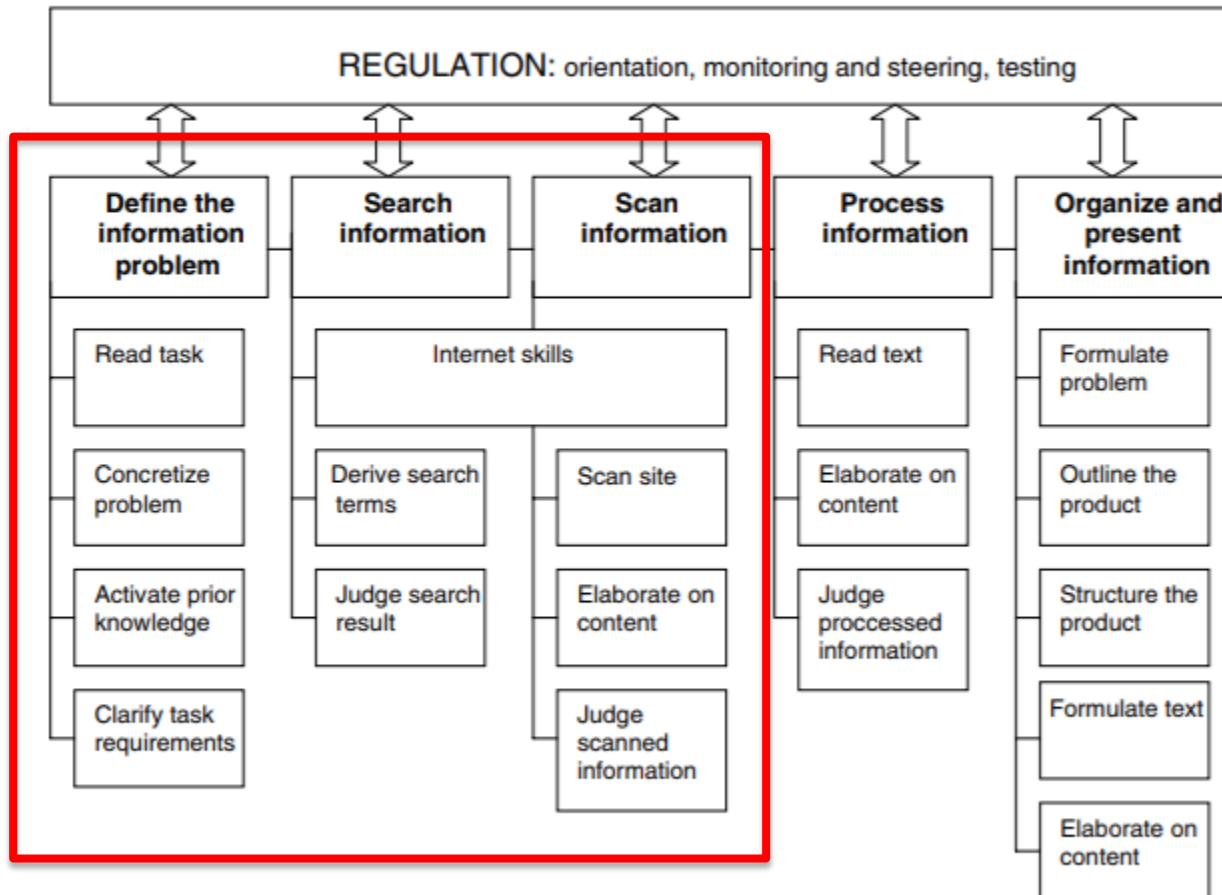 REGULATION: orientation, monitoring and steering, testing
Define the
information
problem
Search
information
Scan
information
Process
information
Organize and
present
information
Read task
Internet skills
Read text
Formulate
problem
Concretize
problem
Derive search
terms
Scan site
Elaborate on
content
Outline the
product
Activate prior
knowledge
Judge search
result
Elaborate on
content
Judge
proccessed
information
Structure the
product
Clarify task
requirements
Judge
scanned
information
Formulate text
Elaborate on
content